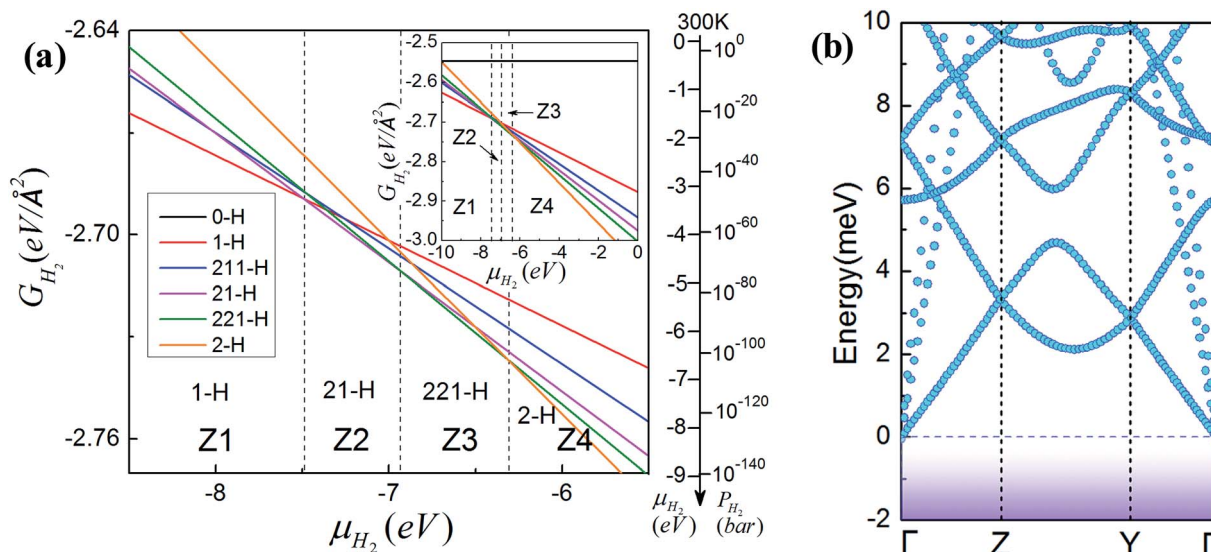 (a)
G_{H_2}(eV/Å^2)
-2.64
-2.70
-2.76
0-H
1-H
211-H
21-H
221-H
2-H
1-H
21-H
221-H
2-H
Z1
Z2
Z3
Z4
-8
-7
-6
μ_{H_2}(eV)
G_{H_2}(eV/Å^2)
-2.5
-2.6
-2.7
-2.8
-2.9
-3.0
Z1
Z2
Z3
Z4
-10
-8
-6
-4
-2
0
μ_{H_2}(eV)
300K
0
10^0
-1
10^{-20}
-2
-3
10^{-40}
-4
10^{-60}
-5
10^{-80}
-6
10^{-100}
-7
10^{-120}
-8
-9
10^{-140}
μ_{H_2}
(eV)
P_{H_2}
(bar)
(b)
Energy(meV)
10
8
6
4
2
0
-2
Γ
Z
Y